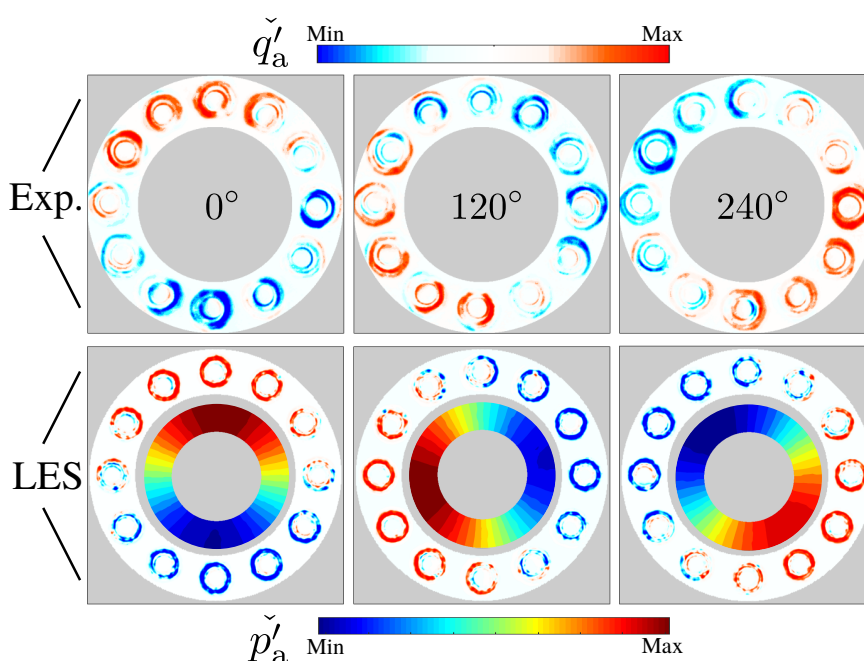 Min Max
q̌′ₐ
Exp. 0° 120° 240°
LES
p̌′ₐ Min Max